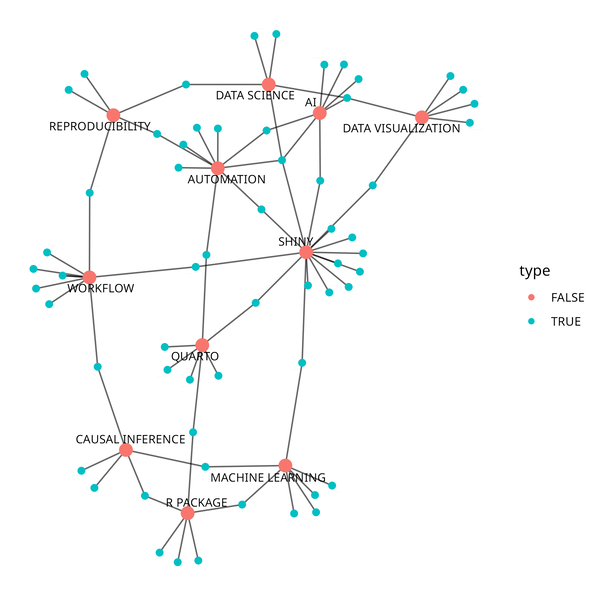 DATA SCIENCE
AI
REPRODUCIBILITY
DATA VISUALIZATION
AUTOMATION
SHINY
type
WORKFLOW
FALSE
TRUE
QUARTO
CAUSAL INFERENCE
MACHINE LEARNING
R PACKAGE